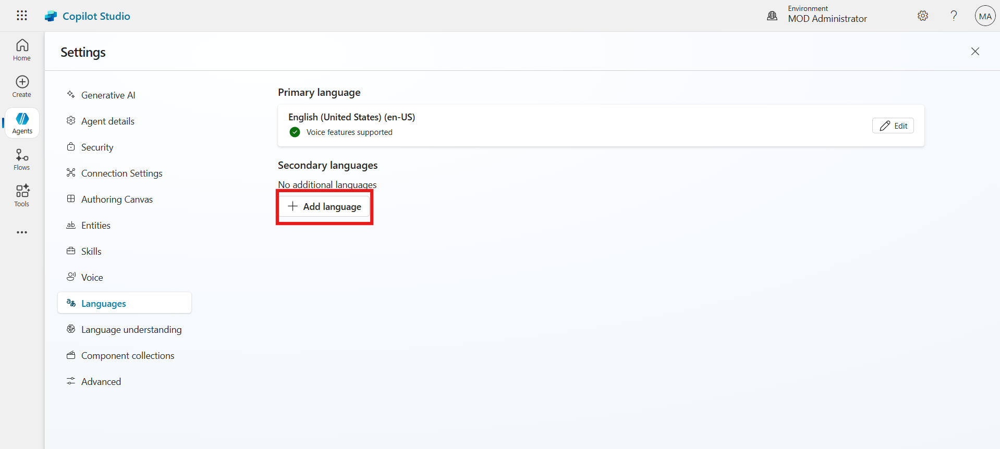 Copilot Studio
Environment
MOD Administrator
?
MA
Home
Create
Agents
Flows
Tools
Settings
Generative AI
Agent details
Security
Connection Settings
Authoring Canvas
ab Entities
Skills
Voice
Languages
Language understanding
Component collections
Advanced
Primary language
English (United States) (en-US)
Voice features supported
Edit
Secondary languages
No additional languages
Add language